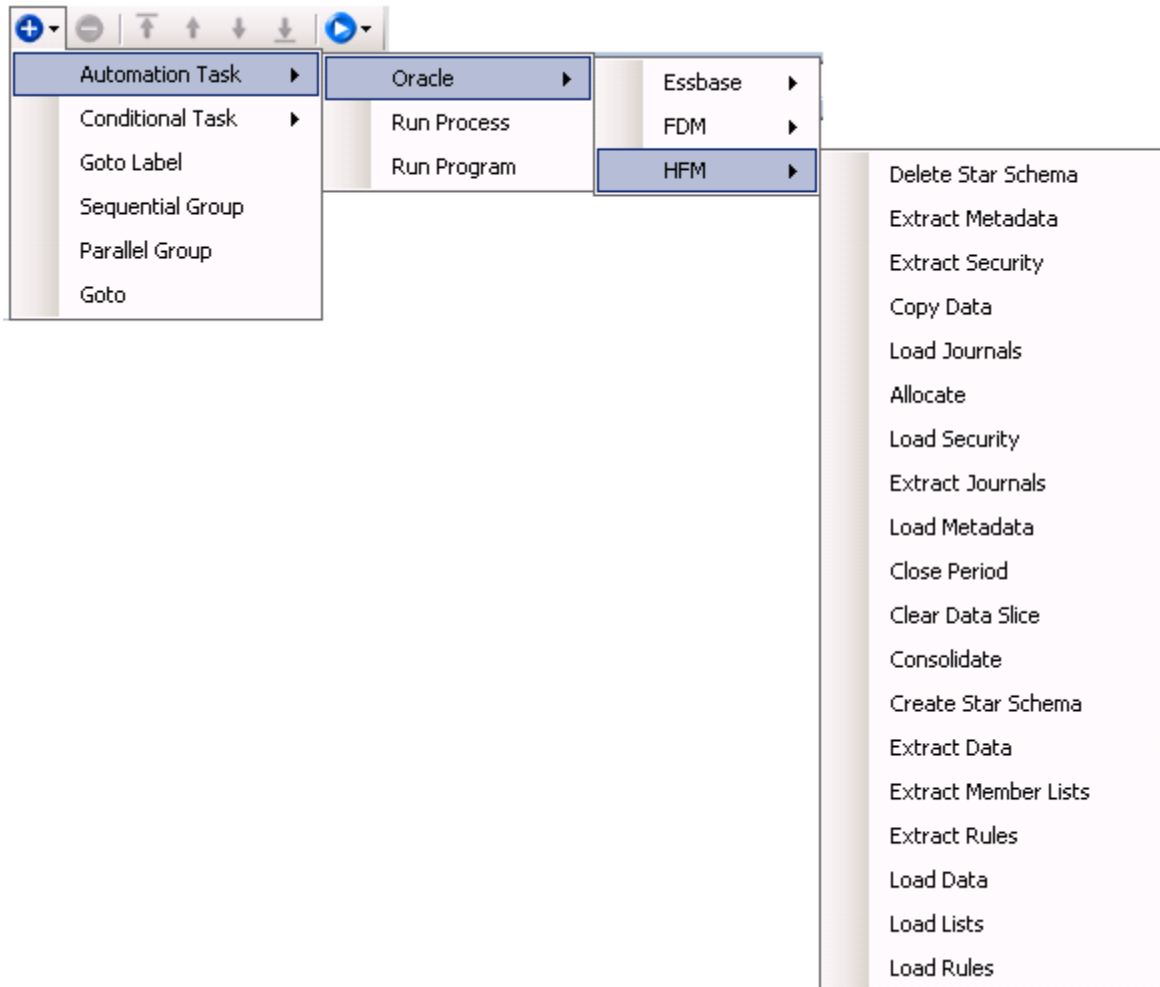 Automation Task
Conditional Task
Goto Label
Sequential Group
Parallel Group
Goto
Oracle
Run Process
Run Program
Essbase
FDM
HFM
Delete Star Schema
Extract Metadata
Extract Security
Copy Data
Load Journals
Allocate
Load Security
Extract Journals
Load Metadata
Close Period
Clear Data Slice
Consolidate
Create Star Schema
Extract Data
Extract Member Lists
Extract Rules
Load Data
Load Lists
Load Rules